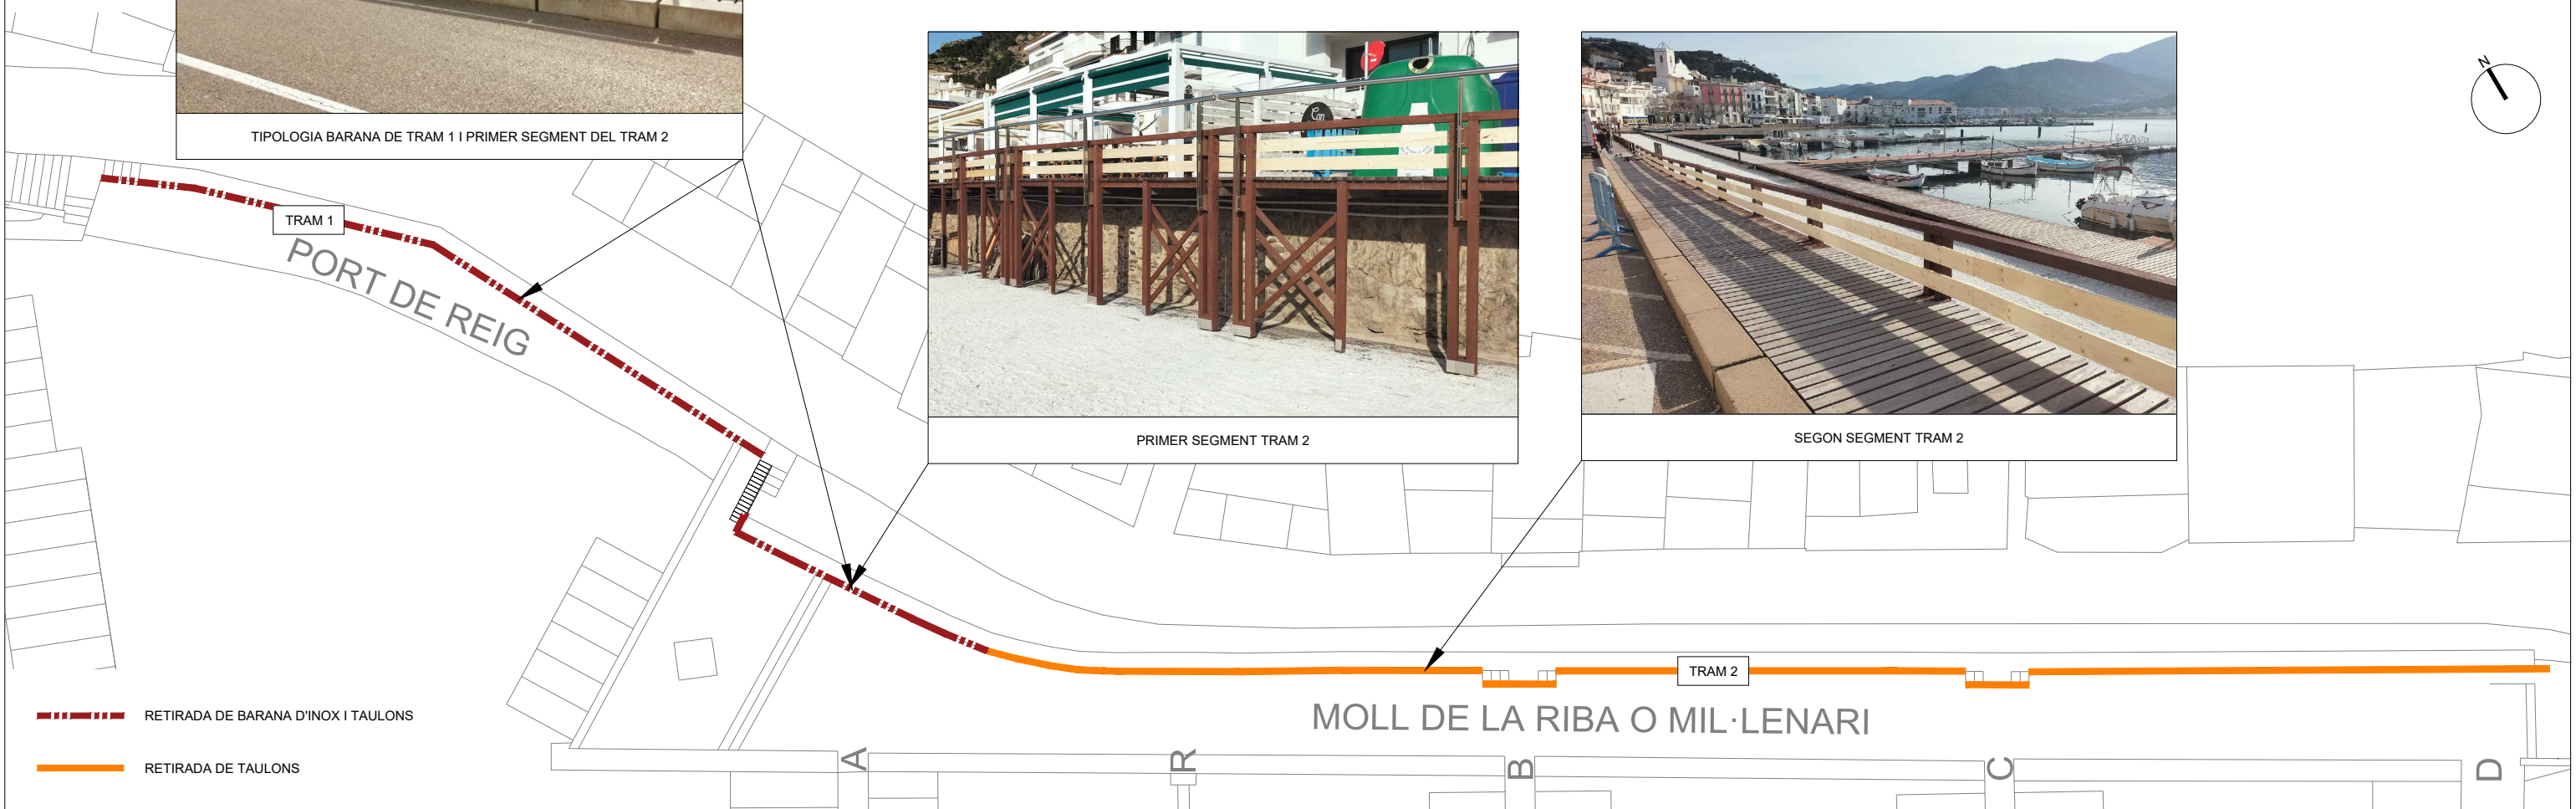 TIPOLOGIA BARANA DE TRAM 1 I PRIMER SEGMENT DEL TRAM 2
N
PRIMER SEGMENT TRAM 2
SEGON SEGMENT TRAM 2
TRAM 1
PORT DE REIG
TRAM 2
MOLL DE LA RIBA O MIL·LENARI
RETIRADA DE BARANA D'INOX I TAULONS
RETIRADA DE TAULONS
A
R
B
C
D